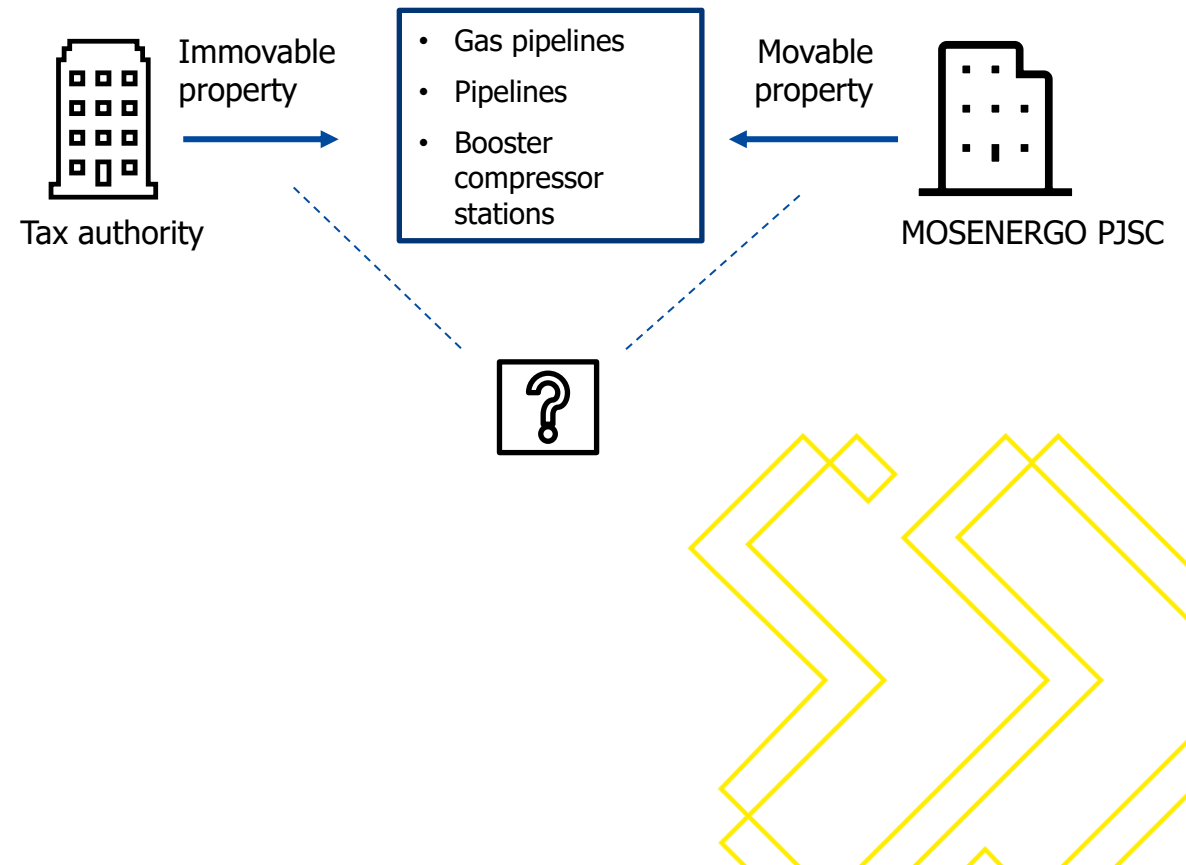 Immovable
property
Tax authority
• Gas pipelines
• Pipelines
• Booster
compressor
stations
Movable
property
MOSENERGO PJSC
?